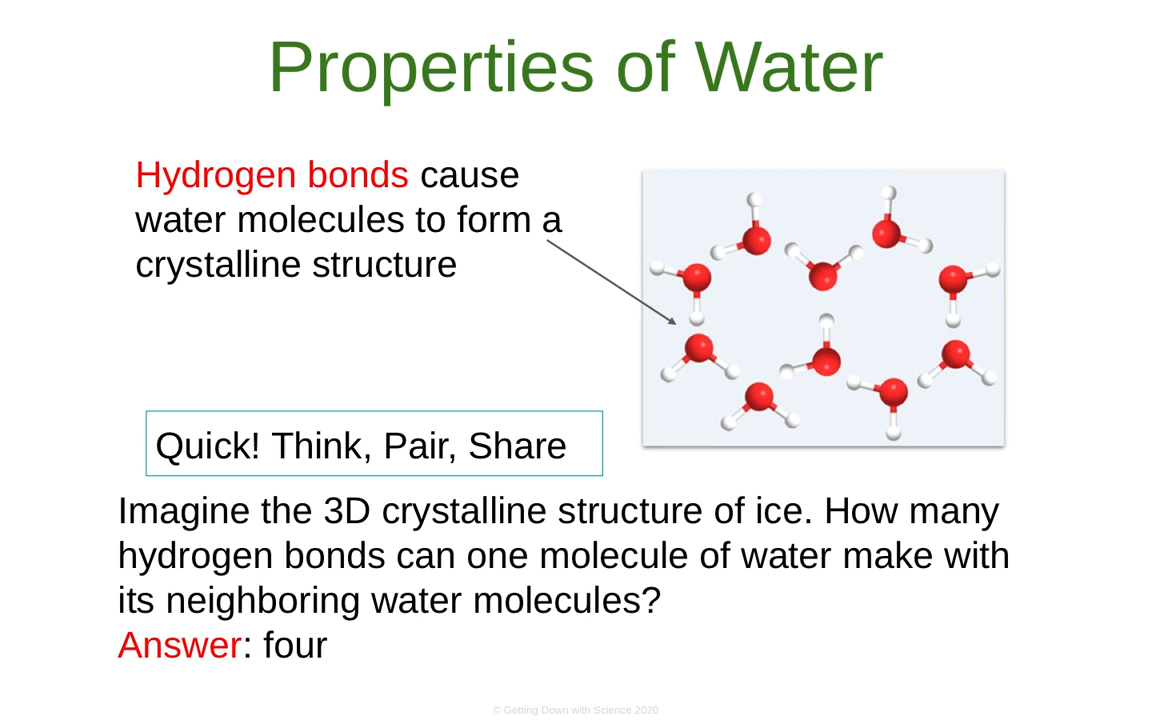 Properties of Water
Hydrogen bonds cause
water molecules to form a
crystalline structure
Quick! Think, Pair, Share
Imagine the 3D crystalline structure of ice. How many
hydrogen bonds can one molecule of water make with
its neighboring water molecules?
Answer: four
© Getting Down with Science 2020